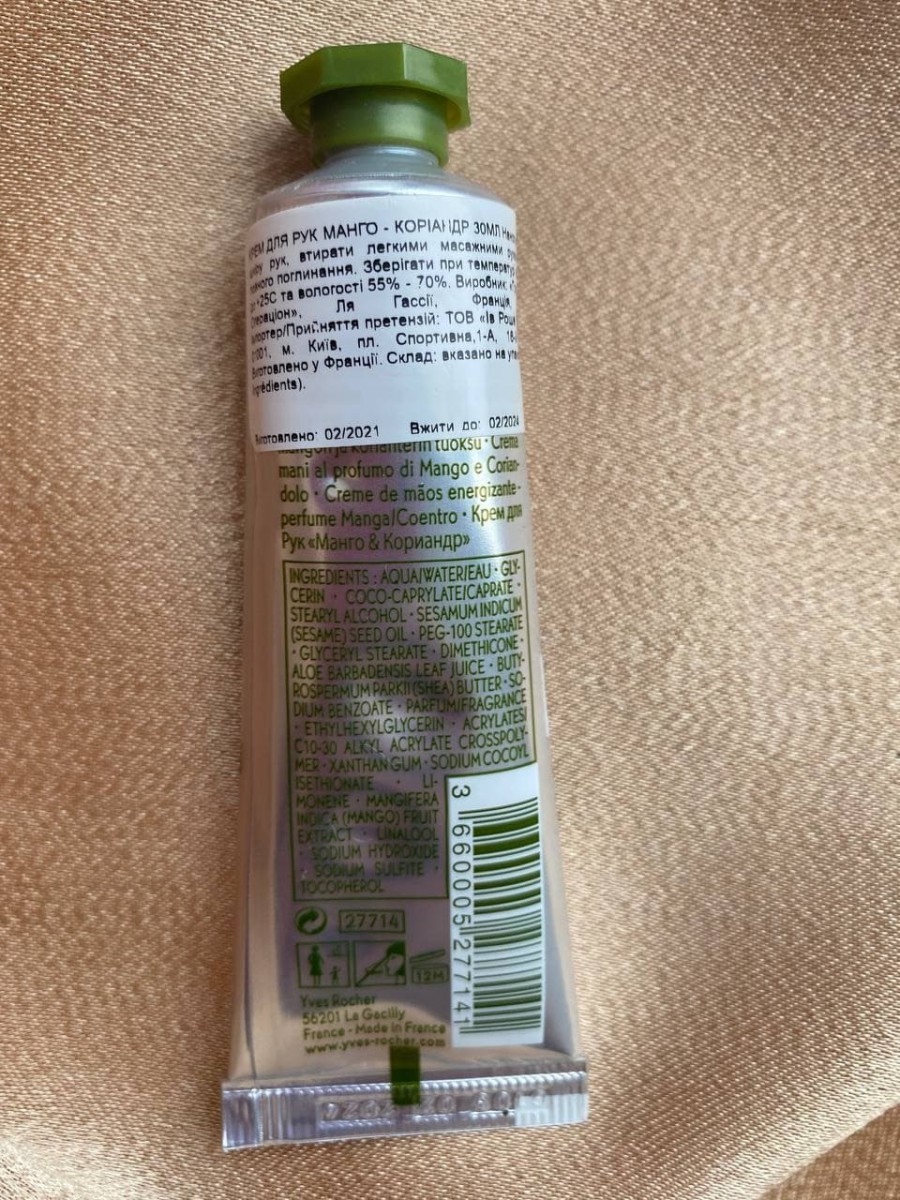 КРЕМ ДЛЯ РУК МАНГО - КОРІАНДР 30МЛ
шкіру рук, втирати легкими масажними
поглинання. Зберігати при температурі
+25С та вологості 55% - 70%. Виробник:
Ля Гассії, Франція,
Імпортер/Прийняття претензій: ТОВ «Ів Роше
01001, м. Київ, пл. Спортивна,1-А,
Виготовлено у Франції. Склад: вказано на
Ingrédients).
Виготовлено: 02/2021 Вжити до: 02/2024
tuoksu · Crema
mani al profumo di Mango e Corian-
dolo · Creme de mãos energizante -
perfume Manga/Coentro · Крем для
Рук «Манго & Кориандр»
INGREDIENTS : AQUA/WATER/EAU · GLY-
CERIN · COCO-CAPRYLATE/CAPRATE ·
STEARYL ALCOHOL · SESAMUM INDICUM
(SESAME) SEED OIL · PEG-100 STEARATE
· GLYCERYL STEARATE · DIMETHICONE ·
ALOE BARBADENSIS LEAF JUICE · BUTY-
ROSPERMUM PARKII (SHEA) BUTTER · SO-
DIUM BENZOATE · PARFUM/FRAGRANCE
· ETHYLHEXYLGLYCERIN · ACRYLATES/
C10-30 ALKYL ACRYLATE CROSSPOLY-
MER · XANTHAN GUM · SODIUM COCOYL
ISETHIONATE · LI-
MONENE · MANGIFERA
INDICA (MANGO) FRUIT
EXTRACT · LINALOOL
· SODIUM HYDROXIDE
· SODIUM SULFITE ·
TOCOPHEROL
3 660005 277141
27714
12M
Yves Rocher
56201 La Gacilly
France - Made in France
www.yves-rocher.com